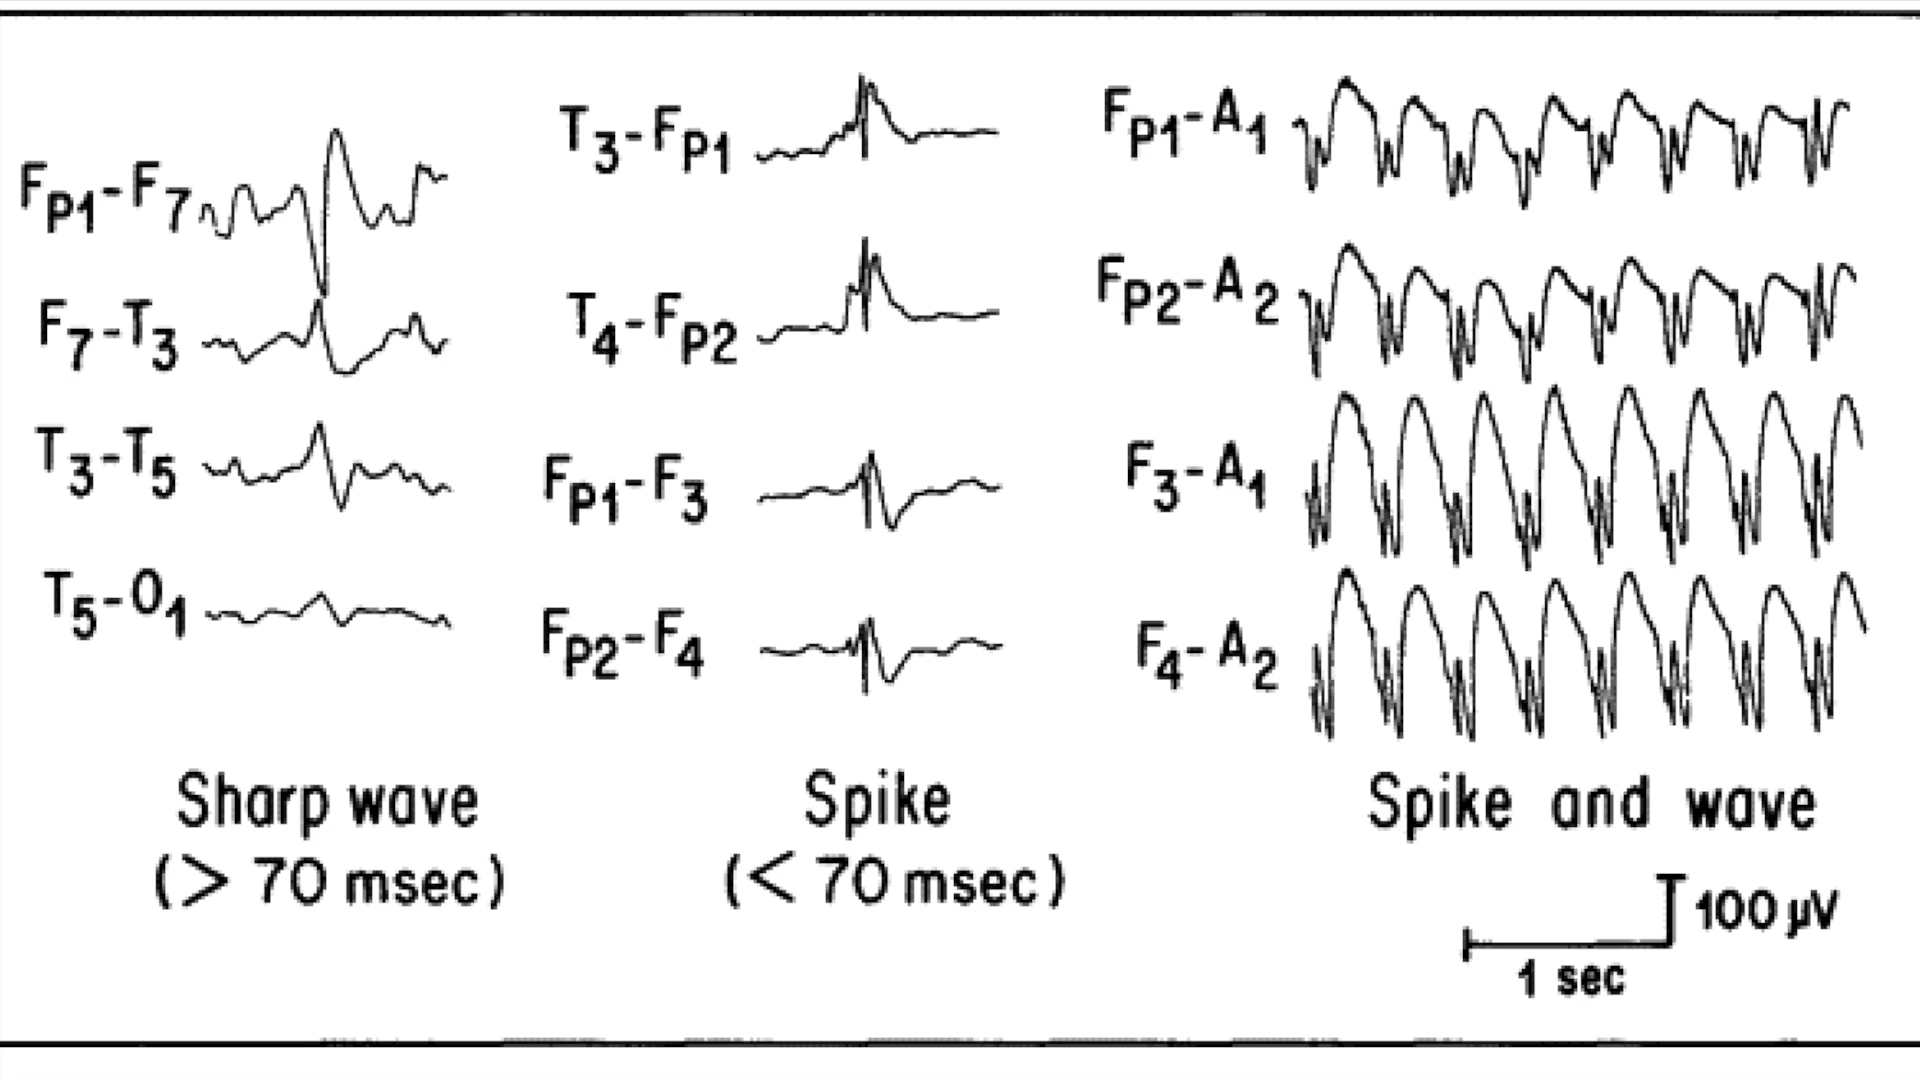 Fp1-F7
F7-T3
T3-T5
T5-O1
Sharp wave
(> 70 msec)
T3-Fp1
T4-Fp2
Fp1-F3
Fp2-F4
Spike
(< 70 msec)
Fp1-A1
Fp2-A2
F3-A1
F4-A2
Spike and wave
100 µV
1 sec